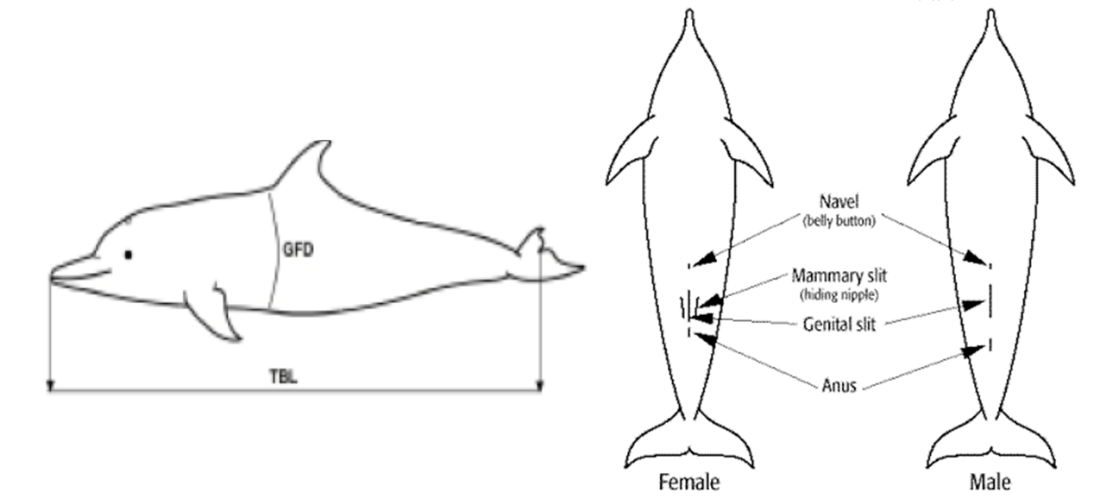 GFD
TBL
Navel
(belly button)
Mammary slit
(hiding nipple)
Genital slit
Anus
Female
Male